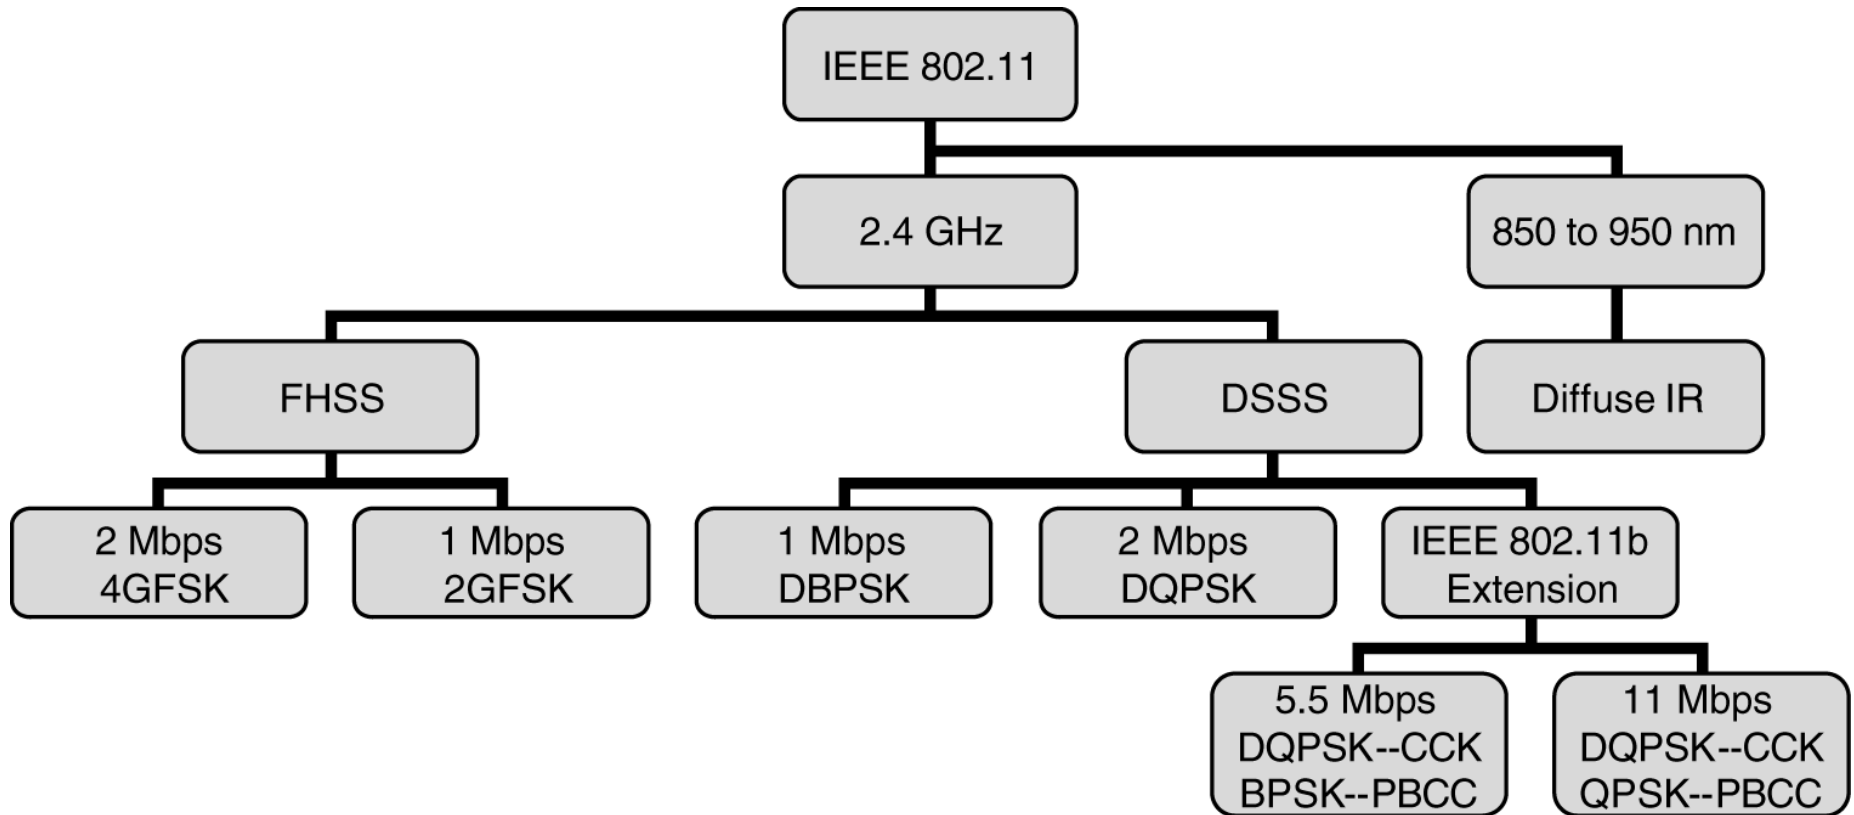 IEEE 802.11
2.4 GHz
850 to 950 nm
FHSS
DSSS
Diffuse IR
2 Mbps
4GFSK
1 Mbps
2GFSK
1 Mbps
DBPSK
2 Mbps
DQPSK
IEEE 802.11b
Extension
5.5 Mbps
DQPSK--CCK
BPSK--PBCC
11 Mbps
DQPSK--CCK
QPSK--PBCC